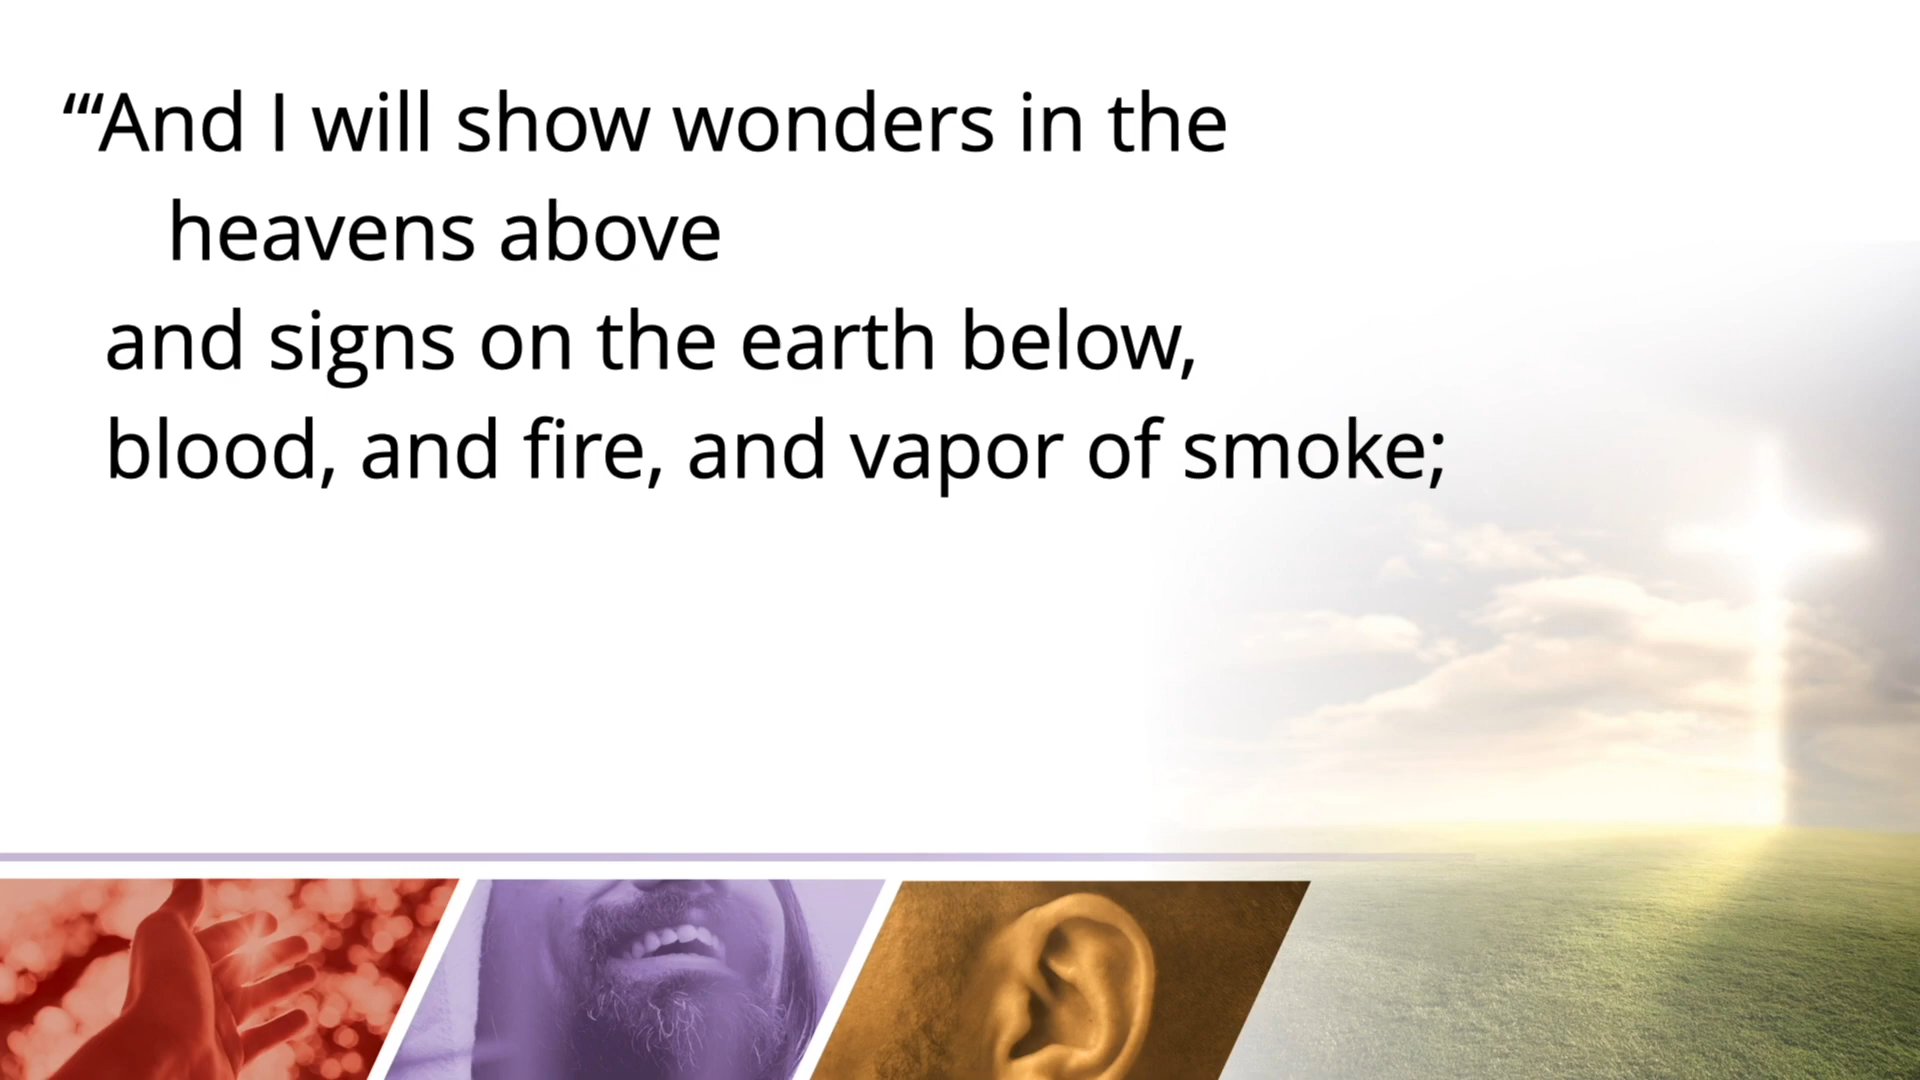 “‘And I will show wonders in the
heavens above
and signs on the earth below,
blood, and fire, and vapor of smoke;